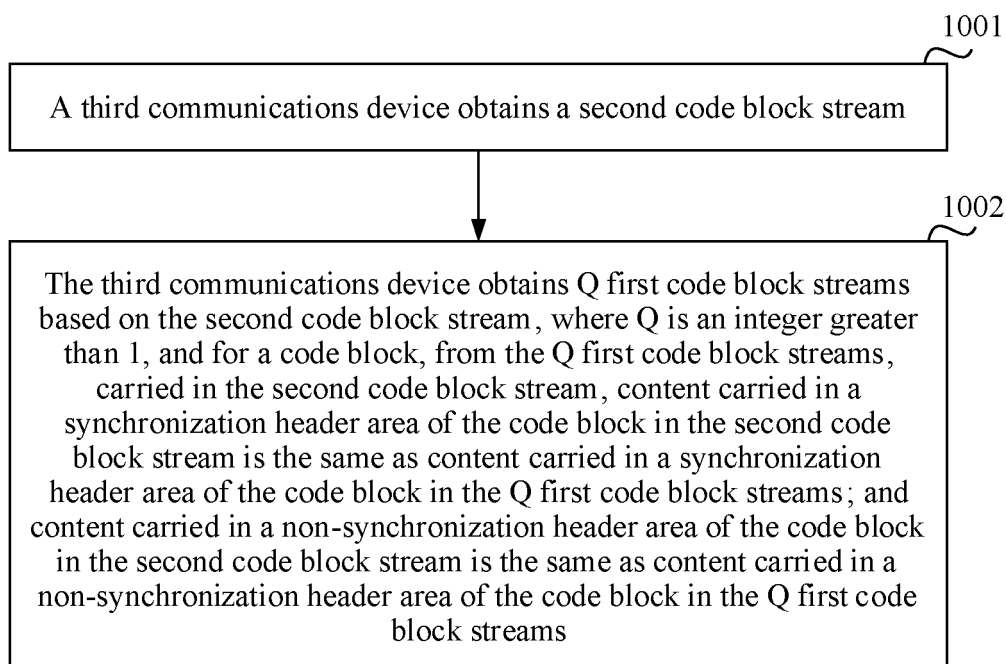 1001
A third communications device obtains a second code block stream
1002
The third communications device obtains Q first code block streams
based on the second code block stream, where Q is an integer greater
than 1, and for a code block, from the Q first code block streams,
carried in the second code block stream, content carried in a
synchronization header area of the code block in the second code
block stream is the same as content carried in a synchronization
header area of the code block in the Q first code block streams; and
content carried in a non-synchronization header area of the code block
in the second code block stream is the same as content carried in a
non-synchronization header area of the code block in the Q first code
block streams